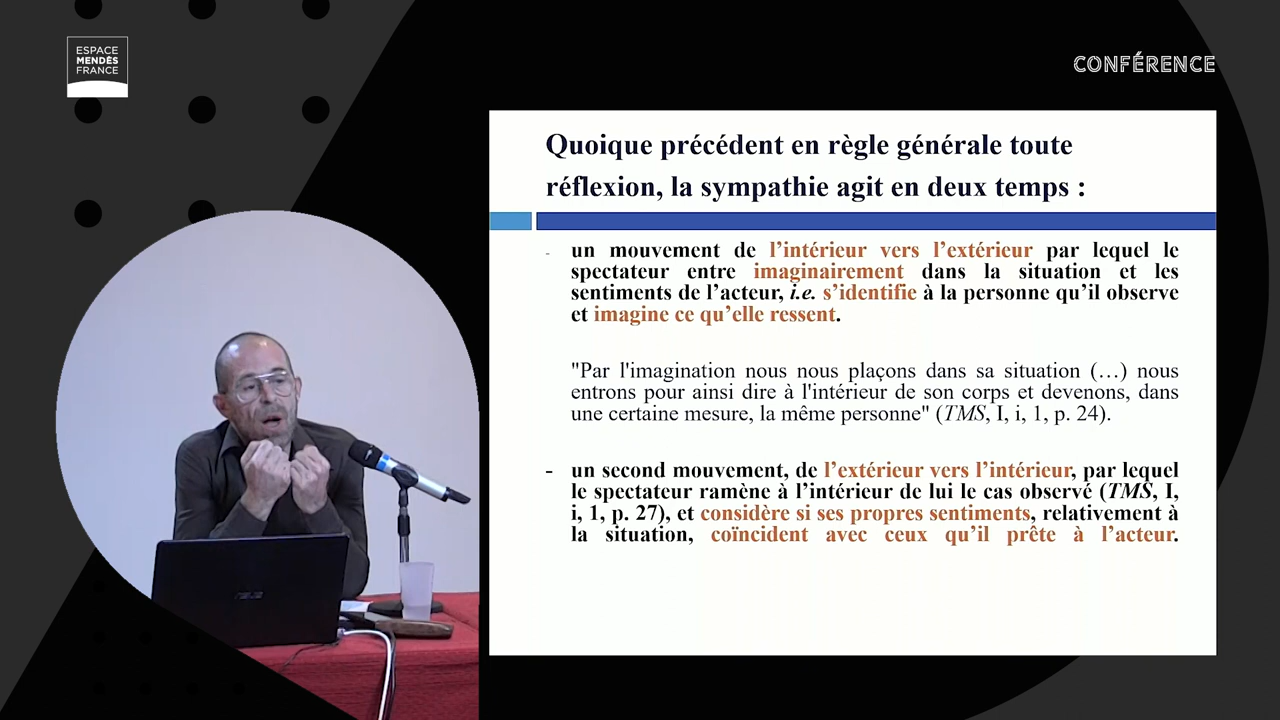 ESPACE
MENDÈS
FRANCE
CONFÉRENCE
Quoique précédent en règle générale toute
réflexion, la sympathie agit en deux temps :
- un mouvement de l’intérieur vers l’extérieur par lequel le
spectateur entre imaginairement dans la situation et les
sentiments de l’acteur, i.e. s’identifie à la personne qu’il observe
et imagine ce qu’elle ressent.
"Par l'imagination nous nous plaçons dans sa situation (…) nous
entrons pour ainsi dire à l'intérieur de son corps et devenons, dans
une certaine mesure, la même personne" (TMS, I, i, 1, p. 24).
- un second mouvement, de l’extérieur vers l’intérieur, par lequel
le spectateur ramène à l’intérieur de lui le cas observé (TMS, I,
i, 1, p. 27), et considère si ses propres sentiments, relativement à
la situation, coïncident avec ceux qu’il prête à l’acteur.
ASUS